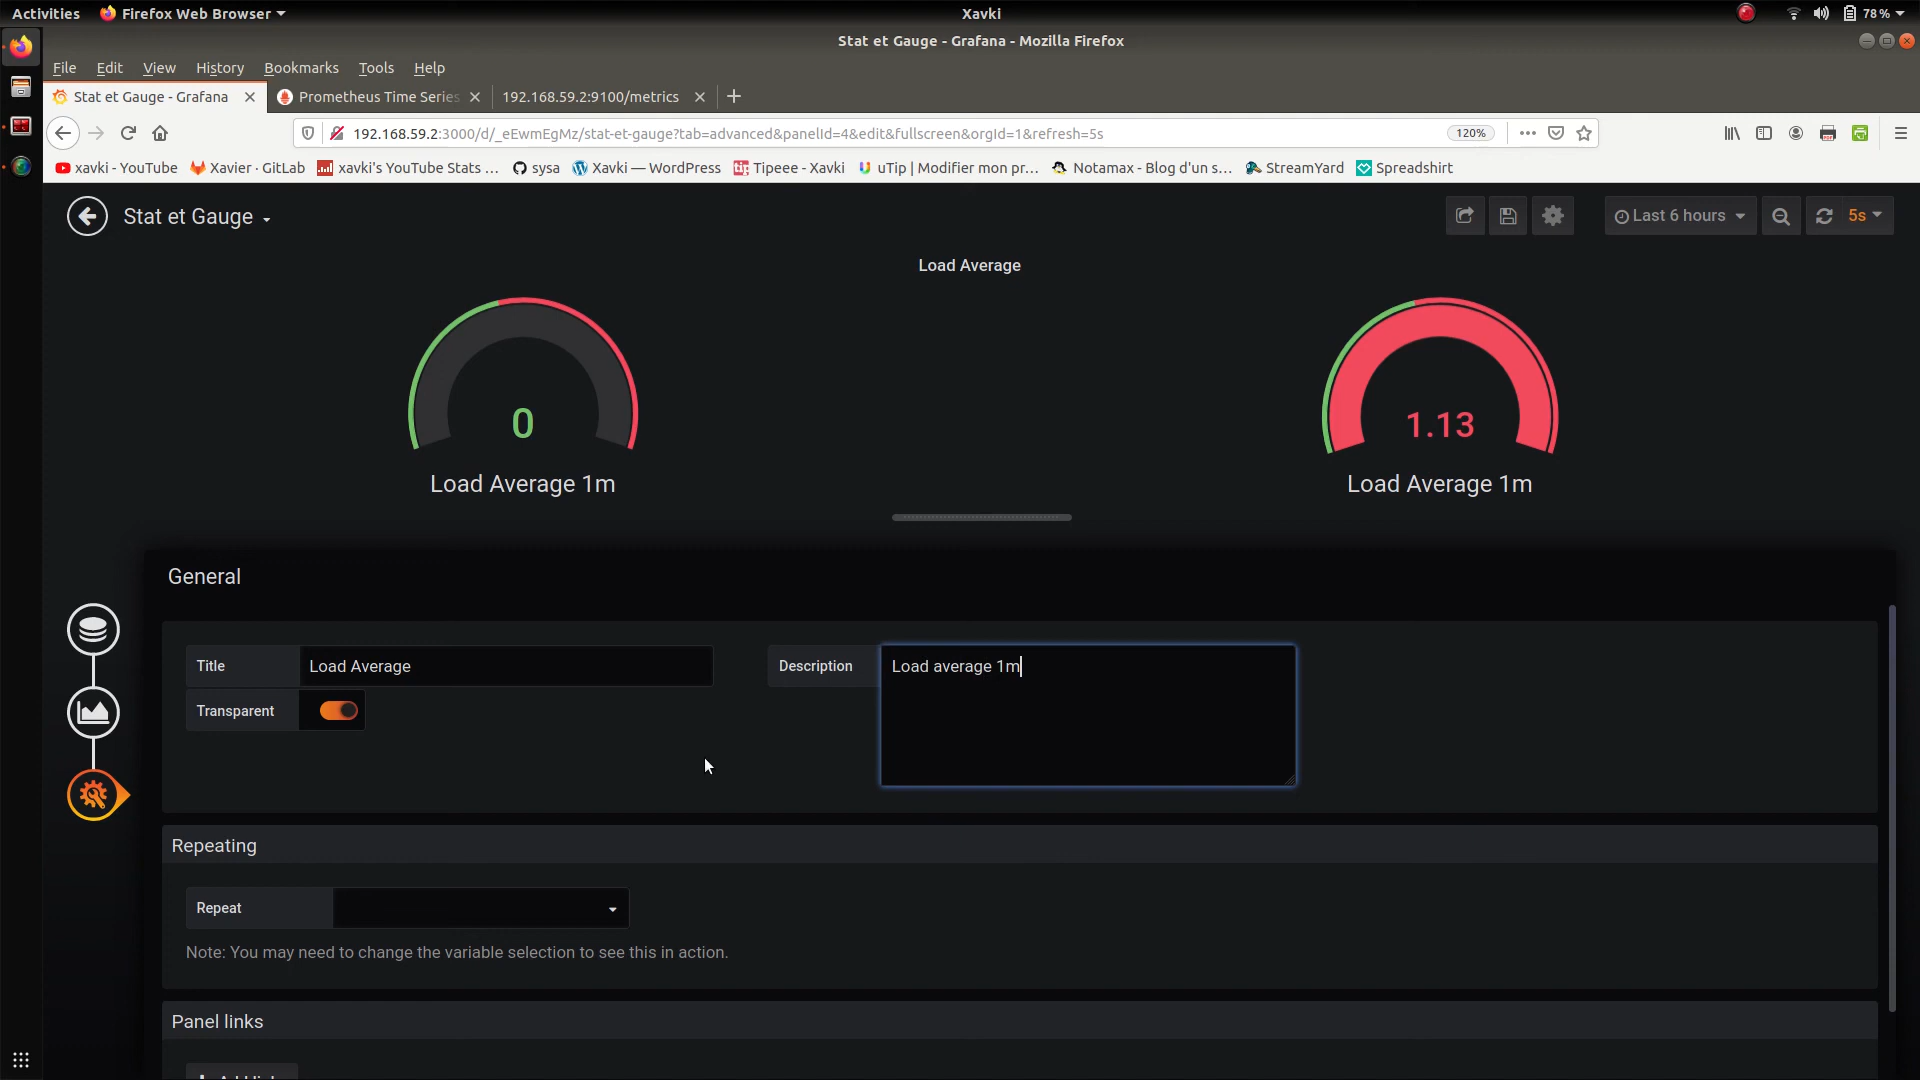 Activities Firefox Web Browser Xavki 78 %
Stat et Gauge - Grafana - Mozilla Firefox
File Edit View History Bookmarks Tools Help
Stat et Gauge - Grafana Prometheus Time Series 192.168.59.2:9100/metrics
192.168.59.2:3000/d/_eEwmEgMz/stat-et-gauge?tab=advanced&panelId=4&edit&fullscreen&orgId=1&refresh=5s 120%
xavki - YouTube Xavier · GitLab xavki's YouTube Stats ... sysa Xavki — WordPress Tipeee - Xavki uTip | Modifier mon pr... Notamax - Blog d'un s... StreamYard Spreadshirt
Stat et Gauge Last 6 hours 5s
Load Average
0 1.13
Load Average 1m Load Average 1m
General
Title Load Average Description Load average 1m
Transparent
Repeating
Repeat
Note: You may need to change the variable selection to see this in action.
Panel links